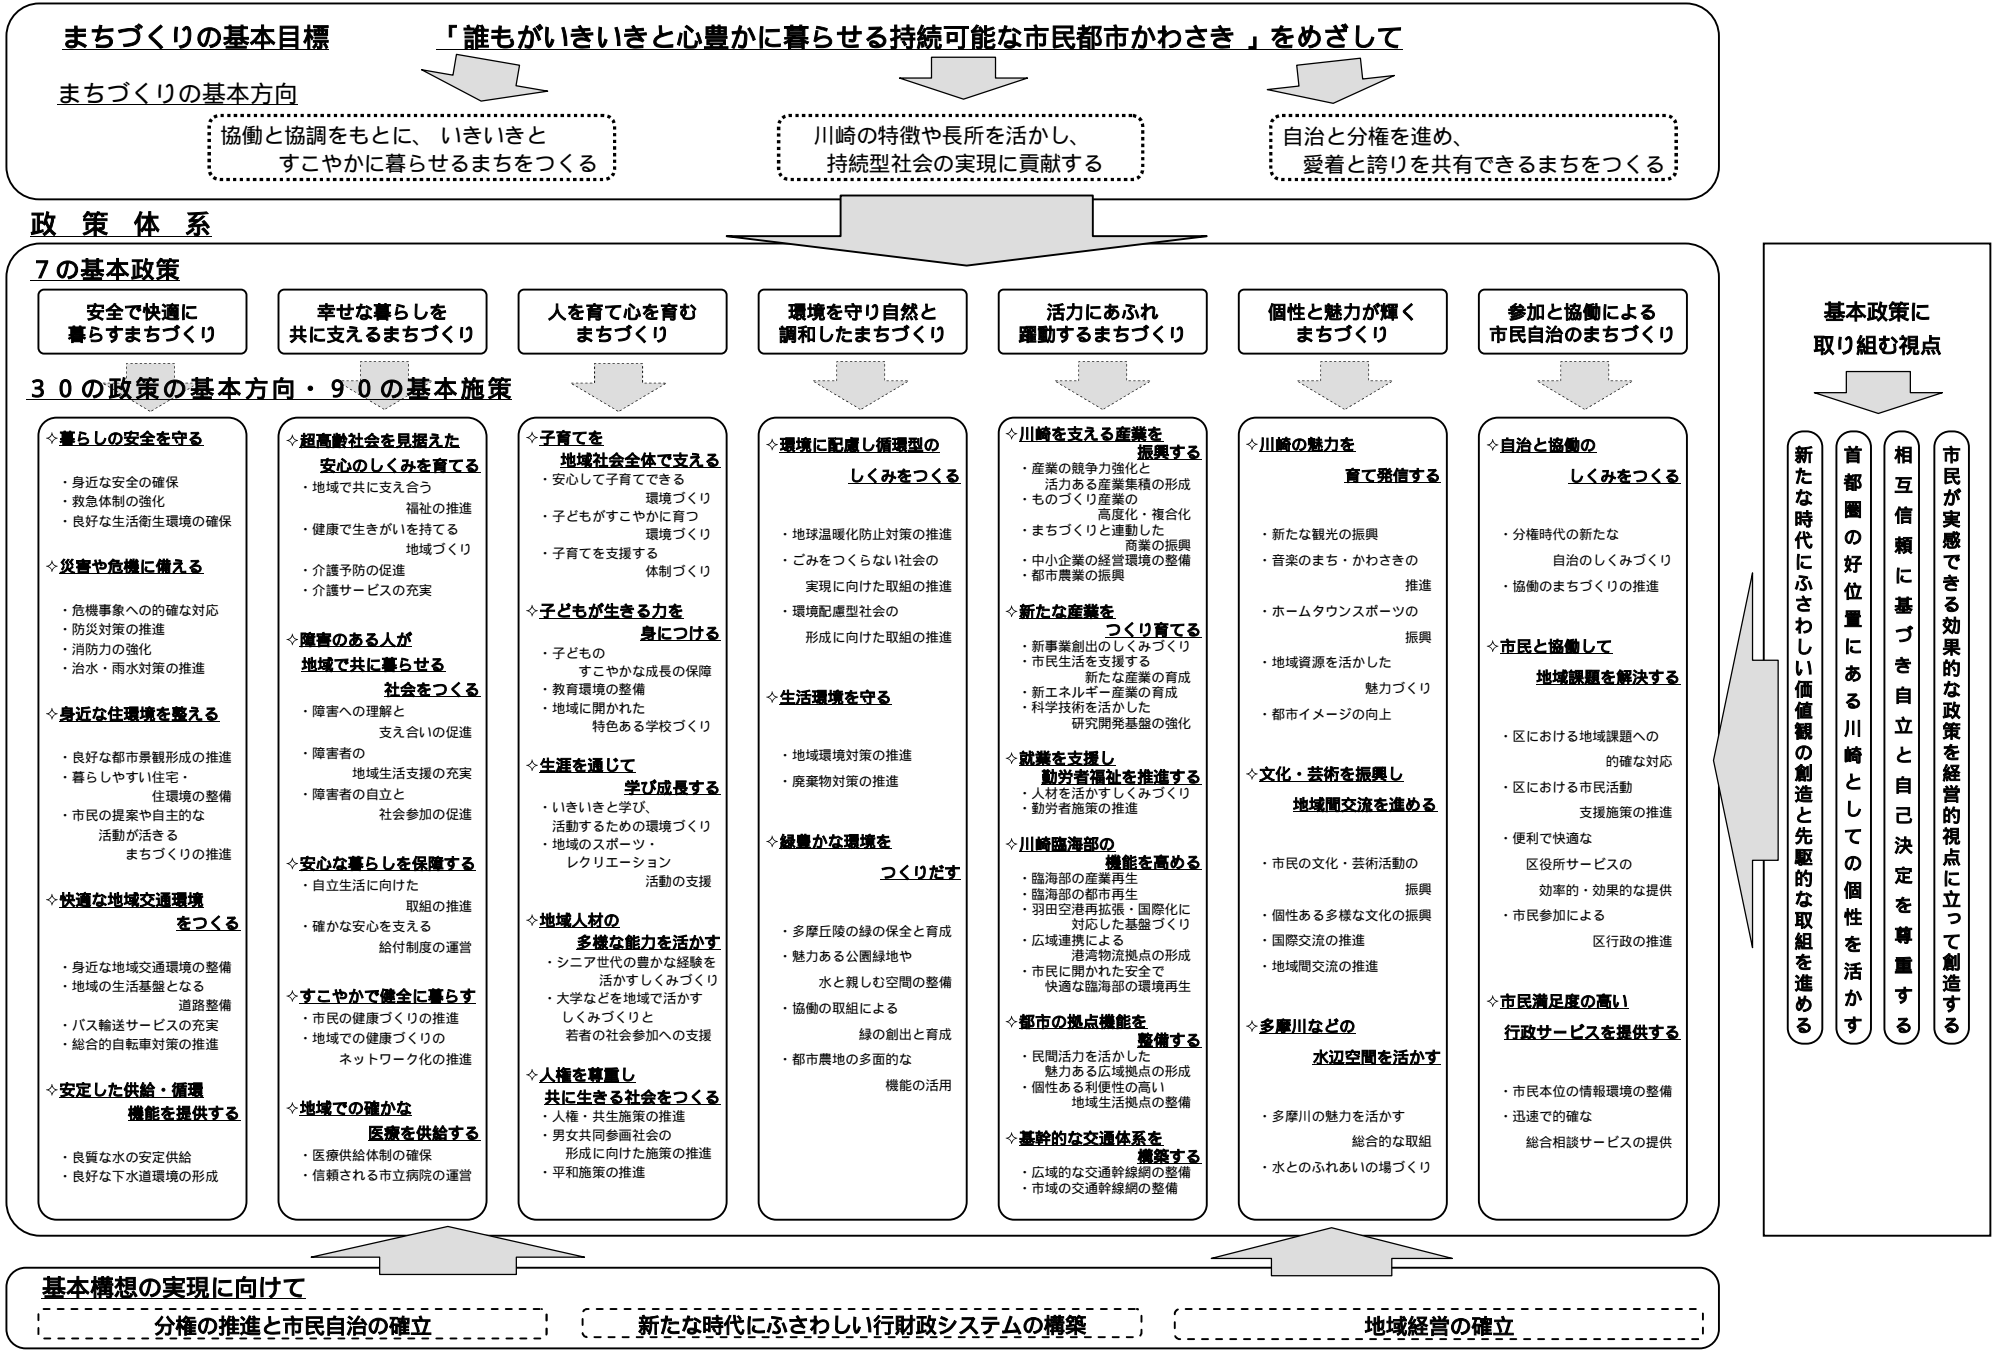 まちづくりの基本目標
「誰もがいきいきと心豊かに暮らせる持続可能な市民都市かわさき 」をめざして
まちづくりの基本方向
協働と協調をもとに、 いきいきと
すこやかに暮らせるまちをつくる
川崎の特徴や長所を活かし、
持続型社会の実現に貢献する
自治と分権を進め、
愛着と誇りを共有できるまちをつくる
政 策 体 系
７の基本政策
安全で快適に
暮らすまちづくり
幸せな暮らしを
共に支えるまちづくり
人を育て心を育む
まちづくり
環境を守り自然と
調和したまちづくり
活力にあふれ
躍動するまちづくり
個性と魅力が輝く
まちづくり
参加と協働による
市民自治のまちづくり
３０の政策の基本方向・９０の基本施策
✧暮らしの安全を守る
・身近な安全の確保
・救急体制の強化
・良好な生活衛生環境の確保
✧災害や危機に備える
・危機事象への的確な対応
・防災対策の推進
・消防力の強化
・治水・雨水対策の推進
✧身近な住環境を整える
・良好な都市景観形成の推進
・暮らしやすい住宅・
住環境の整備
・市民の提案や自主的な
活動が活きる
まちづくりの推進
✧快適な地域交通環境
をつくる
・身近な地域交通環境の整備
・地域の生活基盤となる
道路整備
・バス輸送サービスの充実
・総合的自転車対策の推進
✧安定した供給・循環
機能を提供する
・良質な水の安定供給
・良好な下水道環境の形成
✧超高齢社会を見据えた
安心のしくみを育てる
・地域で共に支え合う
福祉の推進
・健康で生きがいを持てる
地域づくり
・介護予防の促進
・介護サービスの充実
✧障害のある人が
地域で共に暮らせる
社会をつくる
・障害への理解と
支え合いの促進
・障害者の
地域生活支援の充実
・障害者の自立と
社会参加の促進
✧安心な暮らしを保障する
・自立生活に向けた
取組の推進
・確かな安心を支える
給付制度の運営
✧すこやかで健全に暮らす
・市民の健康づくりの推進
・地域での健康づくりの
ネットワーク化の推進
✧地域での確かな
医療を供給する
・医療供給体制の確保
・信頼される市立病院の運営
✧子育てを
地域社会全体で支える
・安心して子育てできる
環境づくり
・子どもがすこやかに育つ
環境づくり
・子育てを支援する
体制づくり
✧子どもが生きる力を
身につける
・子どもの
すこやかな成長の保障
・教育環境の整備
・地域に開かれた
特色ある学校づくり
✧生涯を通じて
学び成長する
・いきいきと学び、
活動するための環境づくり
・地域のスポーツ・
レクリエーション
活動の支援
✧地域人材の
多様な能力を活かす
・シニア世代の豊かな経験を
活かすしくみづくり
・大学などを地域で活かす
しくみづくりと
若者の社会参加への支援
✧人権を尊重し
共に生きる社会をつくる
・人権・共生施策の推進
・男女共同参画社会の
形成に向けた施策の推進
・平和施策の推進
✧環境に配慮し循環型の
しくみをつくる
・地球温暖化防止対策の推進
・ごみをつくらない社会の
実現に向けた取組の推進
・環境配慮型社会の
形成に向けた取組の推進
✧生活環境を守る
・地域環境対策の推進
・廃棄物対策の推進
✧緑豊かな環境を
つくりだす
・多摩丘陵の緑の保全と育成
・魅力ある公園緑地や
水と親しむ空間の整備
・協働の取組による
緑の創出と育成
・都市農地の多面的な
機能の活用
✧川崎を支える産業を
振興する
・産業の競争力強化と
活力ある産業集積の形成
・ものづくり産業の
高度化・複合化
・まちづくりと連動した
商業の振興
・中小企業の経営環境の整備
・都市農業の振興
✧新たな産業を
つくり育てる
・新事業創出のしくみづくり
・市民生活を支援する
新たな産業の育成
・新エネルギー産業の育成
・科学技術を活かした
研究開発基盤の強化
✧就業を支援し
勤労者福祉を推進する
・人材を活かすしくみづくり
・勤労者施策の推進
✧川崎臨海部の
機能を高める
・臨海部の産業再生
・臨海部の都市再生
・羽田空港再拡張・国際化に
対応した基盤づくり
・広域連携による
港湾物流拠点の形成
・市民に開かれた安全で
快適な臨海部の環境再生
✧都市の拠点機能を
整備する
・民間活力を活かした
魅力ある広域拠点の形成
・個性ある利便性の高い
地域生活拠点の整備
✧基幹的な交通体系を
構築する
・広域的な交通幹線網の整備
・市域の交通幹線網の整備
✧川崎の魅力を
育て発信する
・新たな観光の振興
・音楽のまち・かわさきの
推進
・ホームタウンスポーツの
振興
・地域資源を活かした
魅力づくり
・都市イメージの向上
✧文化・芸術を振興し
地域間交流を進める
・市民の文化・芸術活動の
振興
・個性ある多様な文化の振興
・国際交流の推進
・地域間交流の推進
✧多摩川などの
水辺空間を活かす
・多摩川の魅力を活かす
総合的な取組
・水とのふれあいの場づくり
✧自治と協働の
しくみをつくる
・分権時代の新たな
自治のしくみづくり
・協働のまちづくりの推進
✧市民と協働して
地域課題を解決する
・区における地域課題への
的確な対応
・区における市民活動
支援施策の推進
・便利で快適な
区役所サービスの
効率的・効果的な提供
・市民参加による
区行政の推進
✧市民満足度の高い
行政サービスを提供する
・市民本位の情報環境の整備
・迅速で的確な
総合相談サービスの提供
基本政策に
取り組む視点
市民が実感できる効果的な政策を経営的視点に立って創造する
相互信頼に基づき自立と自己決定を尊重する
首都圏の好位置にある川崎としての個性を活かす
新たな時代にふさわしい価値観の創造と先駆的な取組を進める
基本構想の実現に向けて
分権の推進と市民自治の確立
新たな時代にふさわしい行財政システムの構築
地域経営の確立